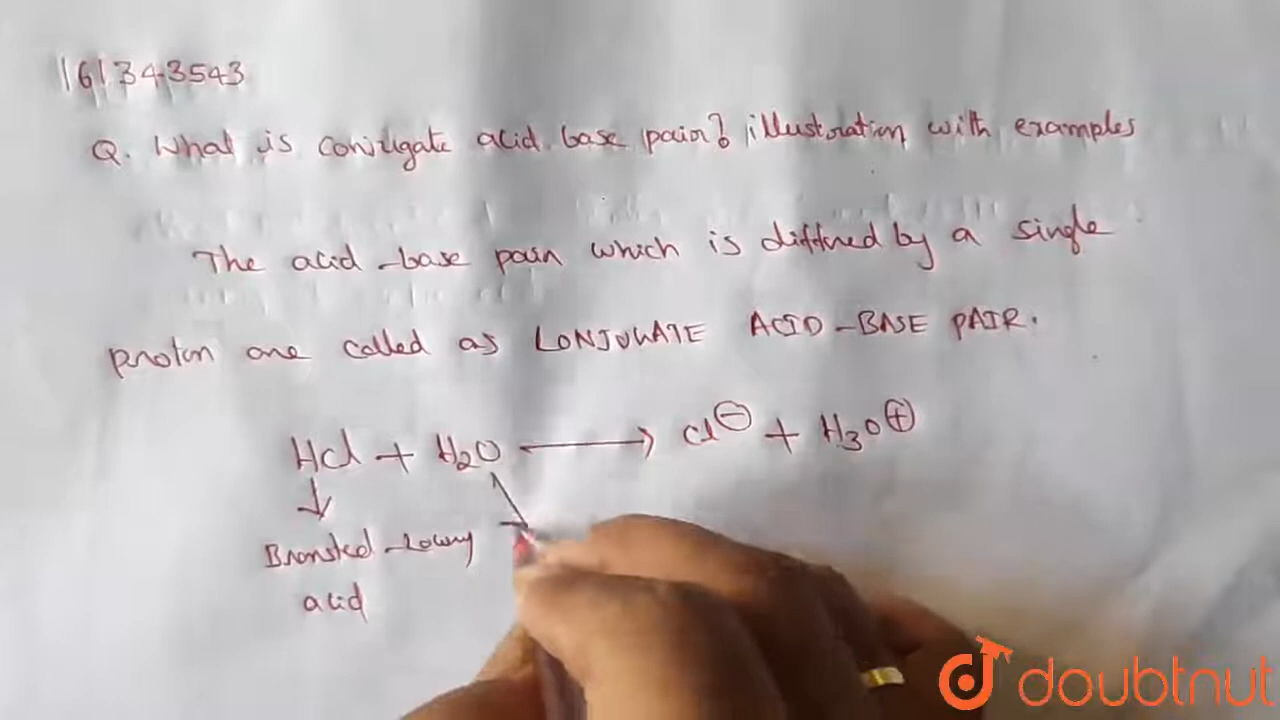 161343543
Q. What is conjugate acid base pair? illustration with examples
The acid-base pair which is differed by a single
proton are called as CONJUGATE ACID-BASE PAIR.
HCl + H₂O ⟶ Cl⊖ + H₃O⊕
Bronsted-Lowry
acid
doubtnut